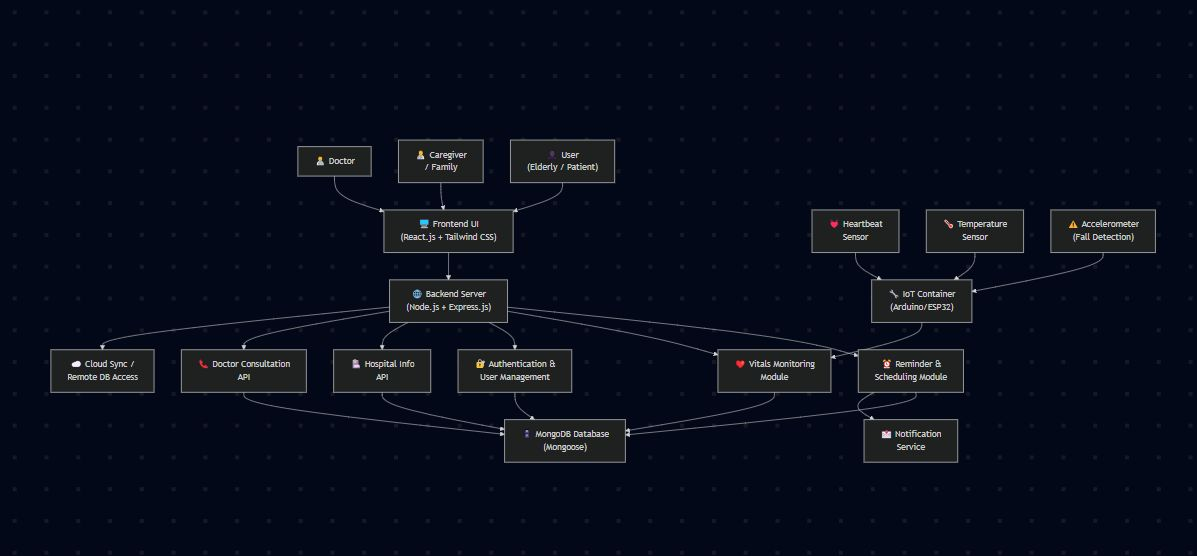 Doctor
Caregiver
/ Family
User
(Elderly / Patient)
Frontend UI
(React.js + Tailwind CSS)
Heartbeat
Sensor
Temperature
Sensor
Accelerometer
(Fall Detection)
Backend Server
(Node.js + Express.js)
IoT Container
(Arduino/ESP32)
Cloud Sync /
Remote DB Access
Doctor Consultation
API
Hospital Info
API
Authentication &
User Management
Vitals Monitoring
Module
Reminder &
Scheduling Module
MongoDB Database
(Mongoose)
Notification
Service